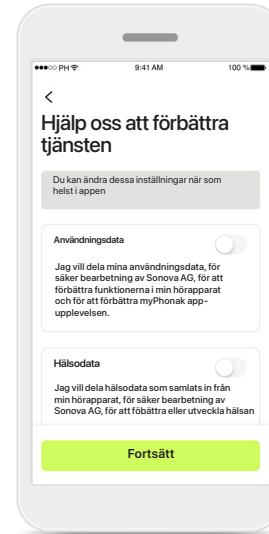 PH 9:41 AM 100 %
Hjälp oss att förbättra
tjänsten
Du kan ändra dessa inställningar när som
helst i appen
Användningsdata
Jag vill dela mina användningsdata, för
säker bearbetning av Sonova AG, för att
förbättra funktionerna i min hörapparat
och för att förbättra myPhonak app-
upplevelsen.
Hälsodata
Jag vill dela hälsodata som samlats in från
min hörapparat, för säker bearbetning av
Sonova AG, för att föbättra eller utveckla hälsan
Fortsätt